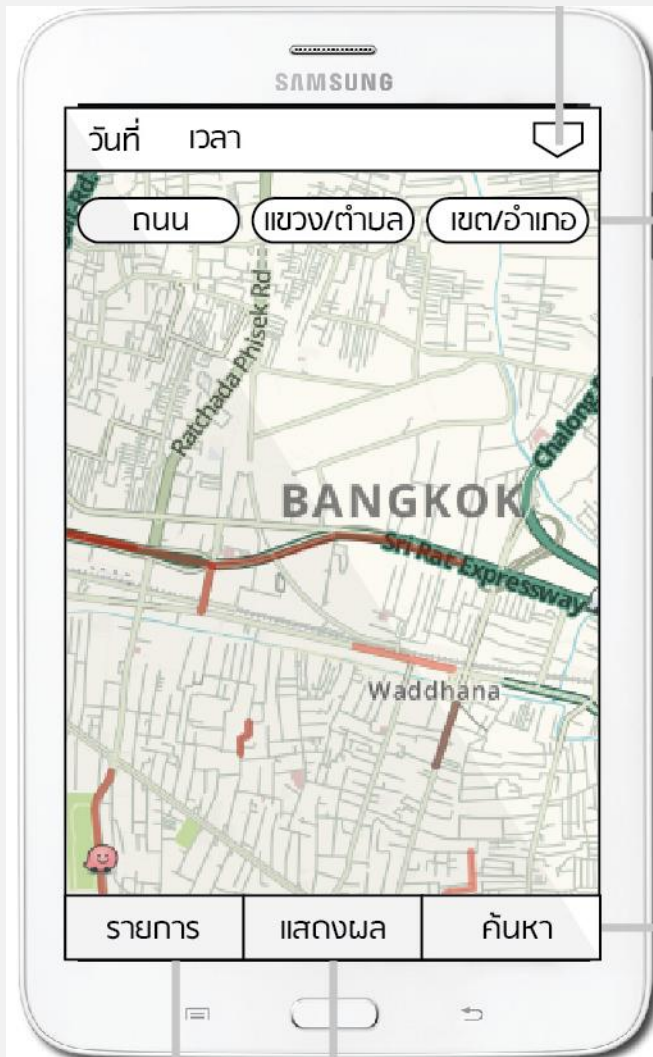 SAMSUNG
วันที่ เวลา
ถนน แขวง/ตำบล เขต/อำเภอ
Ratchada Phisek Rd
Chalong
BANGKOK
Sri Rat Expressway
Waddhana
รายการ แสดงผล ค้นหา